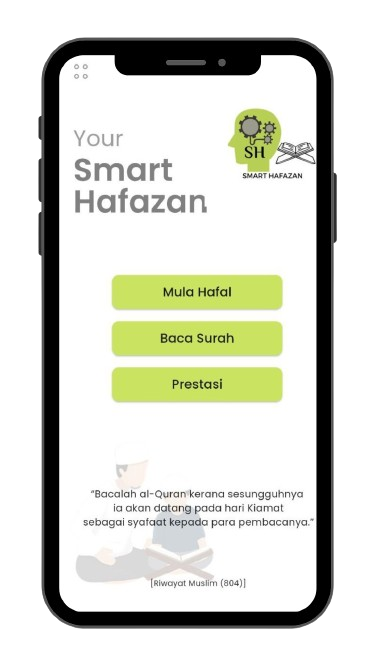 Your
Smart
Hafazan
SH
SMART HAFAZAN
Mula Hafal
Baca Surah
Prestasi
“Bacalah al-Quran kerana sesungguhnya
ia akan datang pada hari Kiamat
sebagai syafaat kepada para pembacanya.”
[Riwayat Muslim (804)]